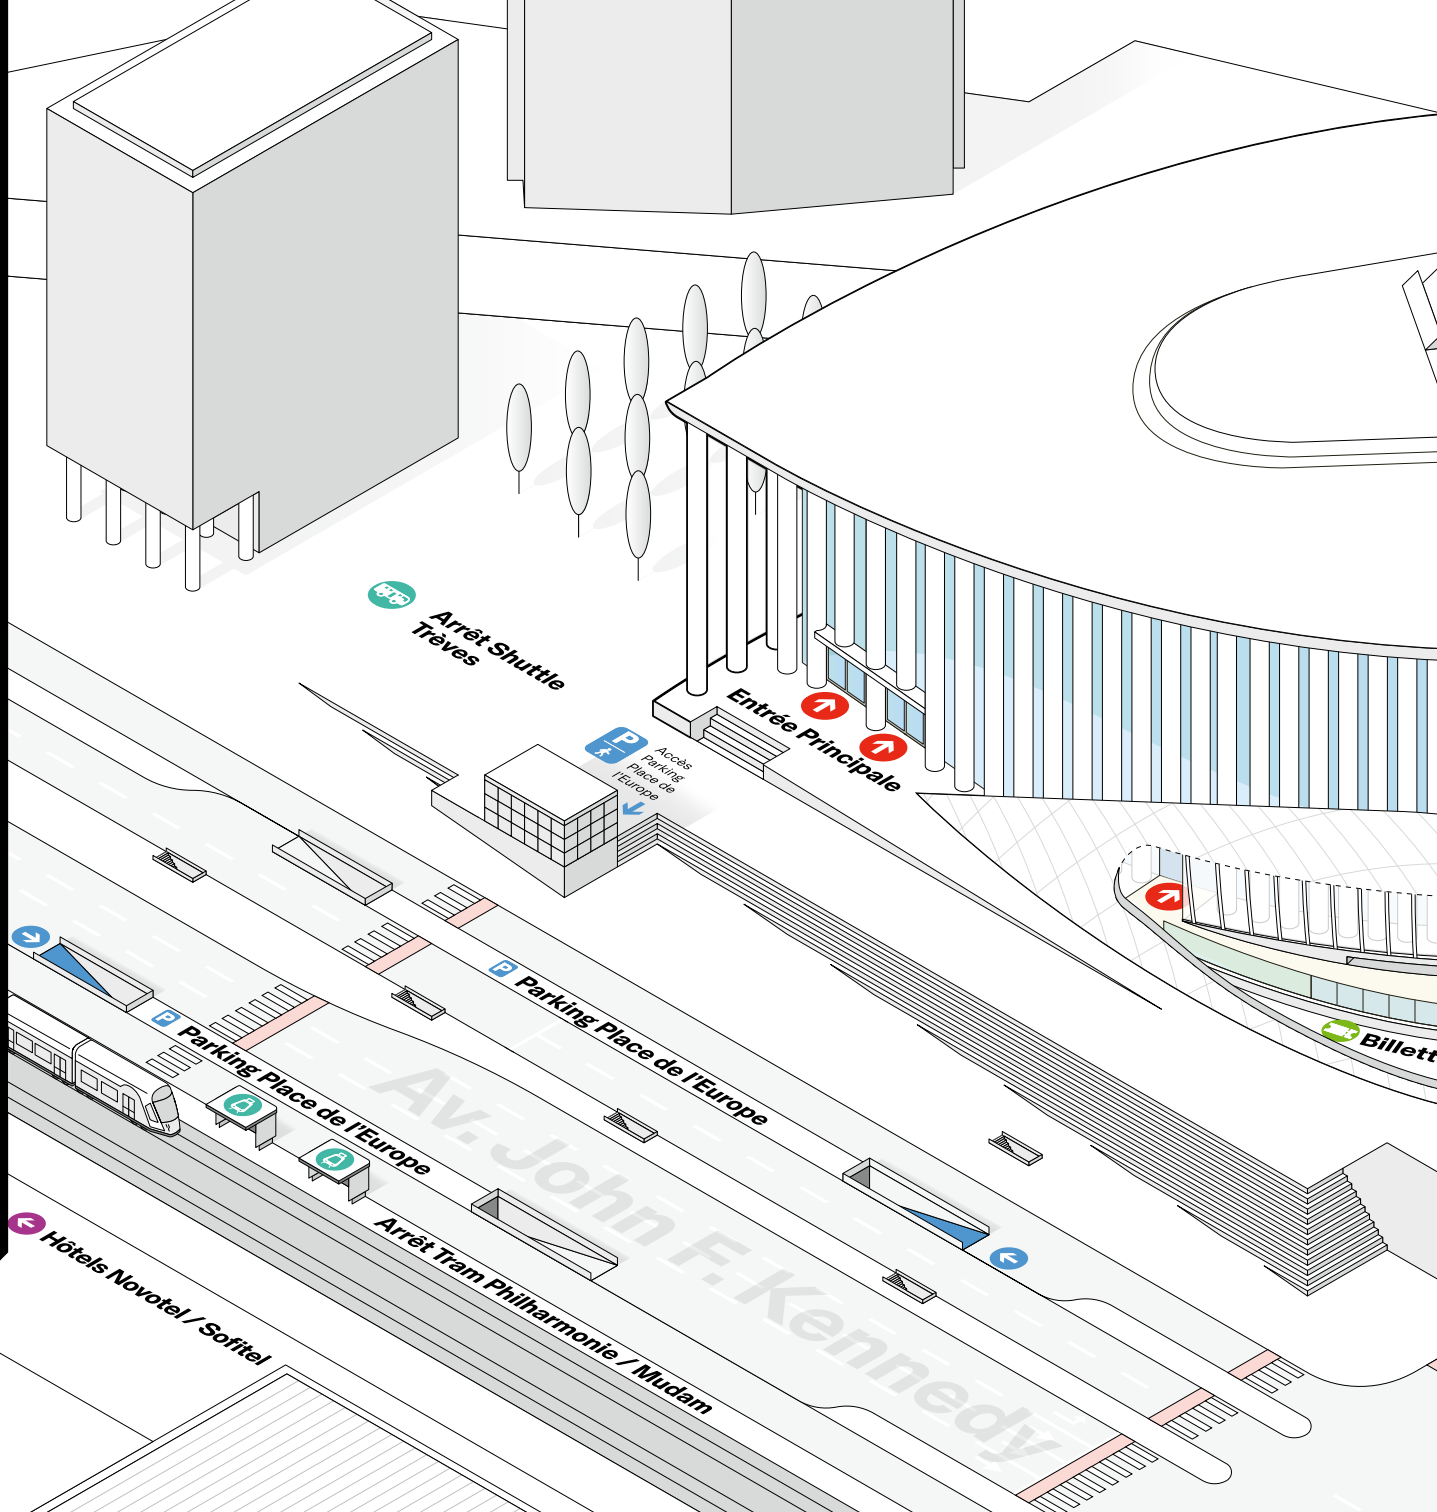 Arrêt Shuttle
Trèves
Entrée Principale
P
Accès
Parking
Place de
l'Europe
P
Parking Place de l'Europe
P
Parking Place de l'Europe
Av. John F. Kennedy
Billett
Arrêt Tram Philharmonie / Mudam
Hôtels Novotel / Sofitel